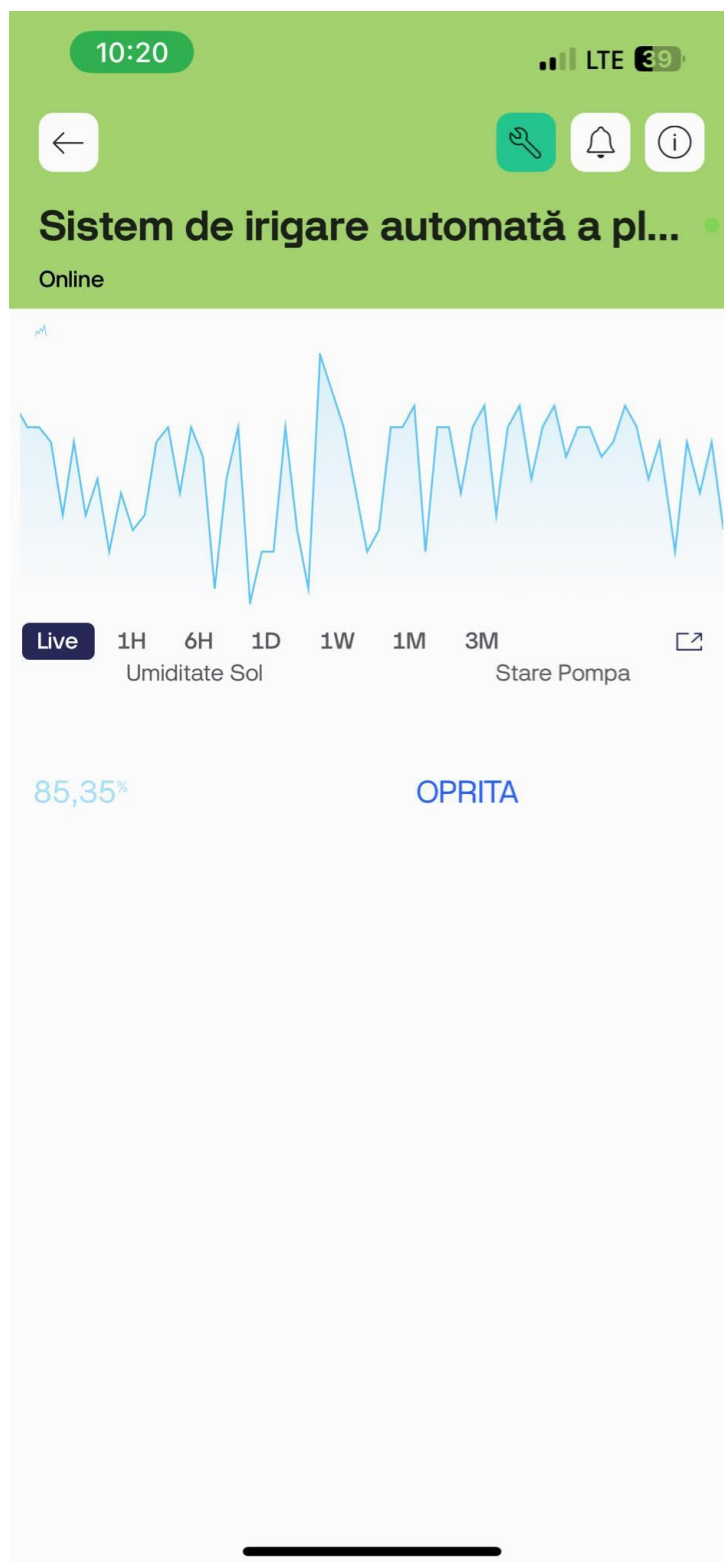 10:20 LTE 39
Sistem de irigare automată a pl...
Online
Live 1H 6H 1D 1W 1M 3M
Umiditate Sol Stare Pompa
85,35% OPRITA